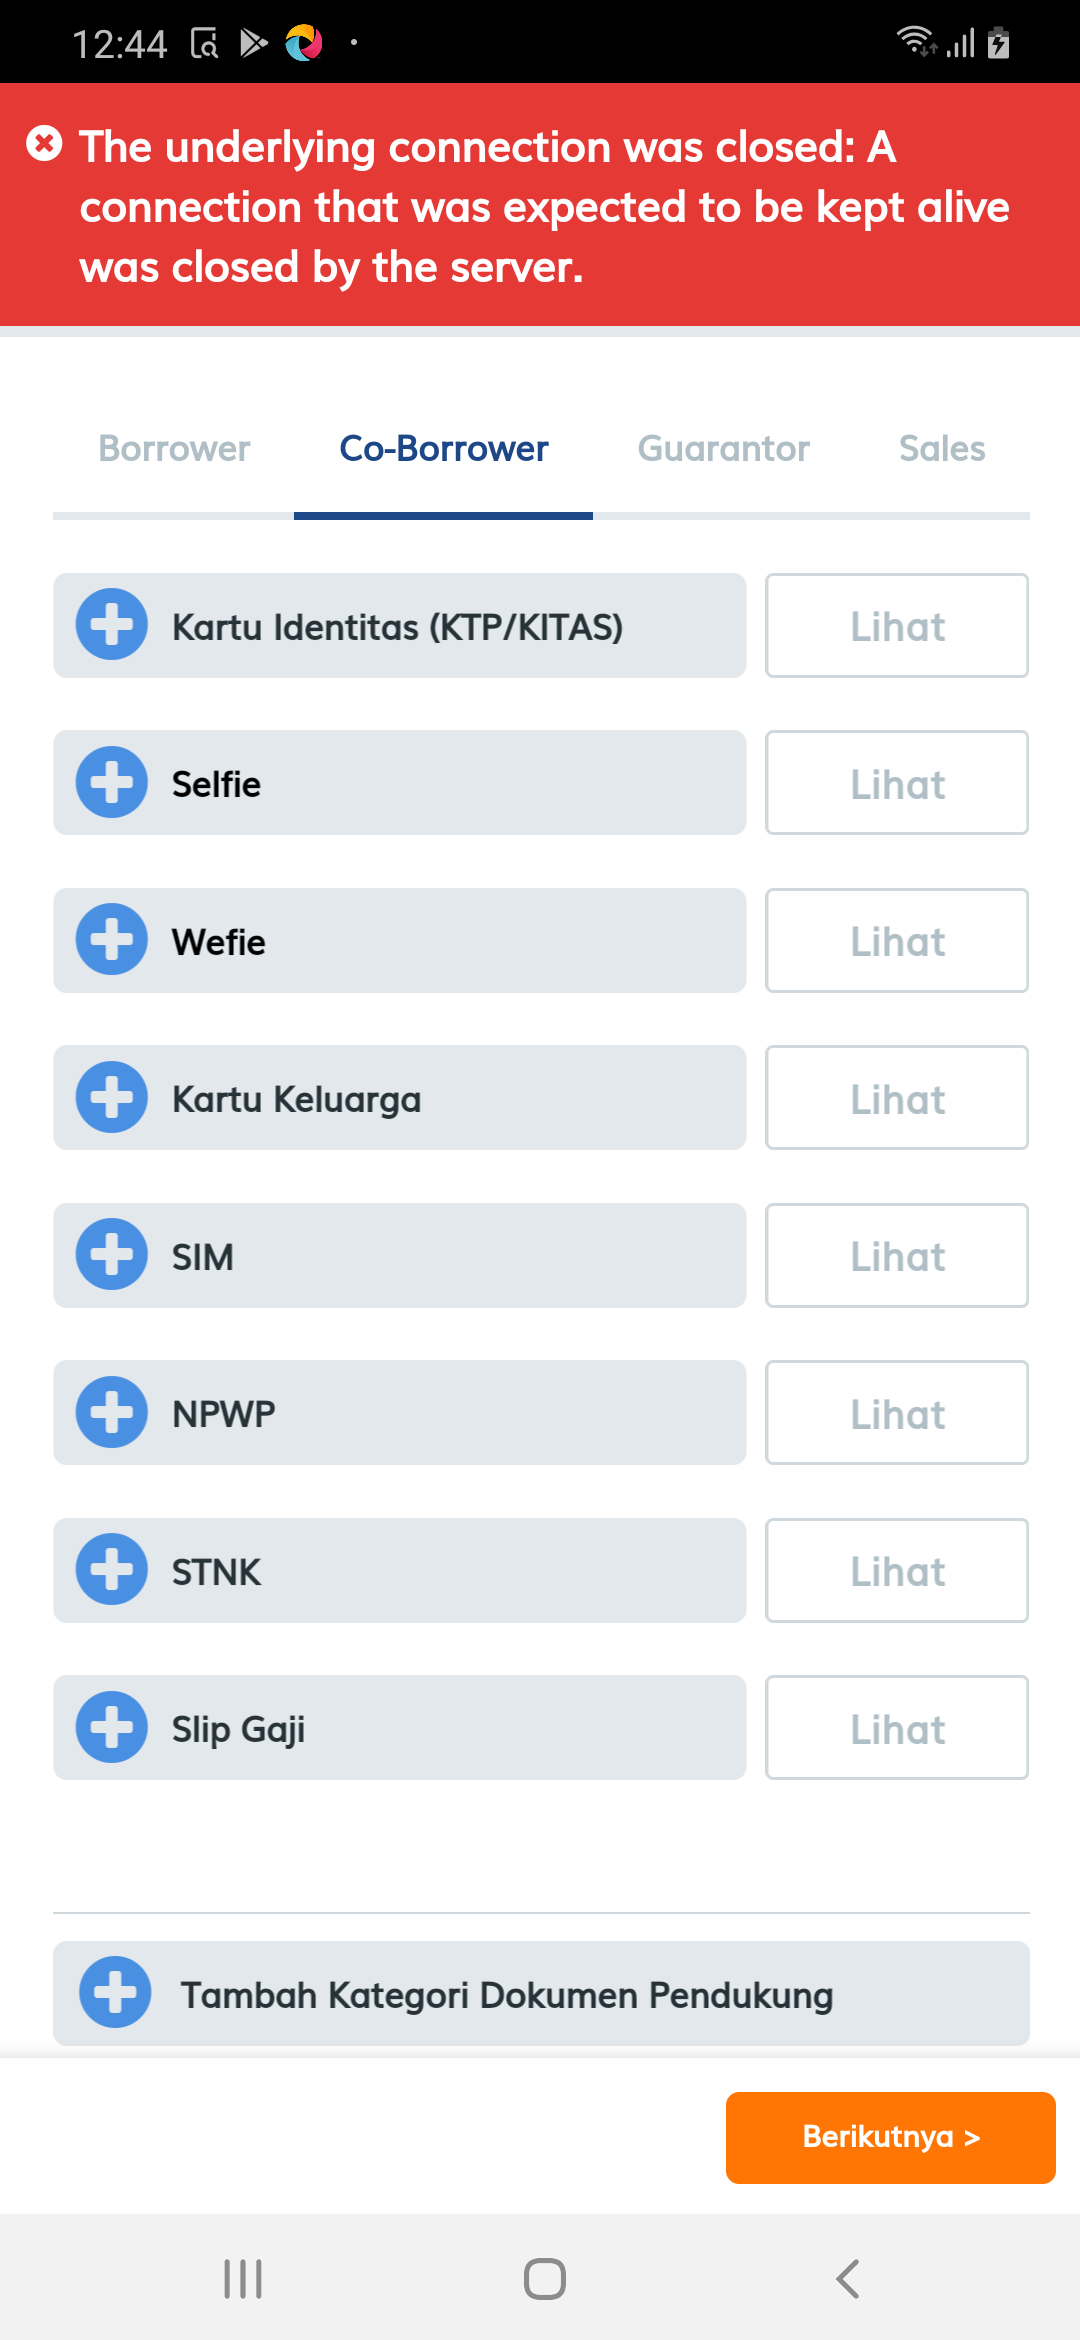 12:44
The underlying connection was closed: A
connection that was expected to be kept alive
was closed by the server.
Borrower Co-Borrower Guarantor Sales
Kartu Identitas (KTP/KITAS) Lihat
Selfie Lihat
Wefie Lihat
Kartu Keluarga Lihat
SIM Lihat
NPWP Lihat
STNK Lihat
Slip Gaji Lihat
Tambah Kategori Dokumen Pendukung
Berikutnya >